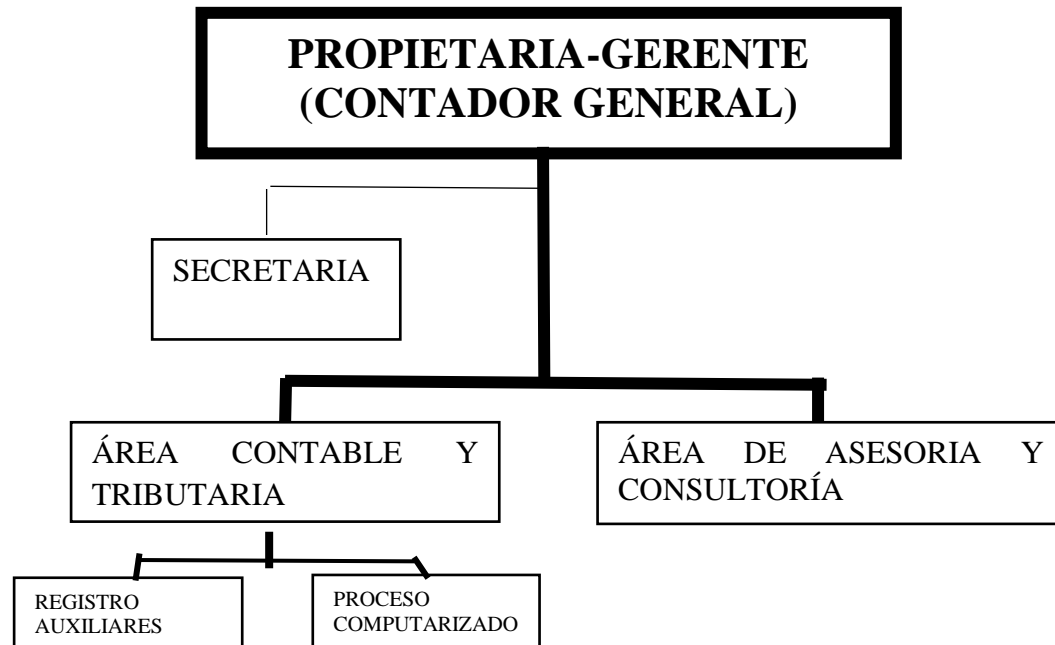 PROPIETARIA-GERENTE
(CONTADOR GENERAL)
SECRETARIA
ÁREA CONTABLE Y
TRIBUTARIA
ÁREA DE ASESORIA Y
CONSULTORÍA
REGISTRO
AUXILIARES
PROCESO
COMPUTARIZADO